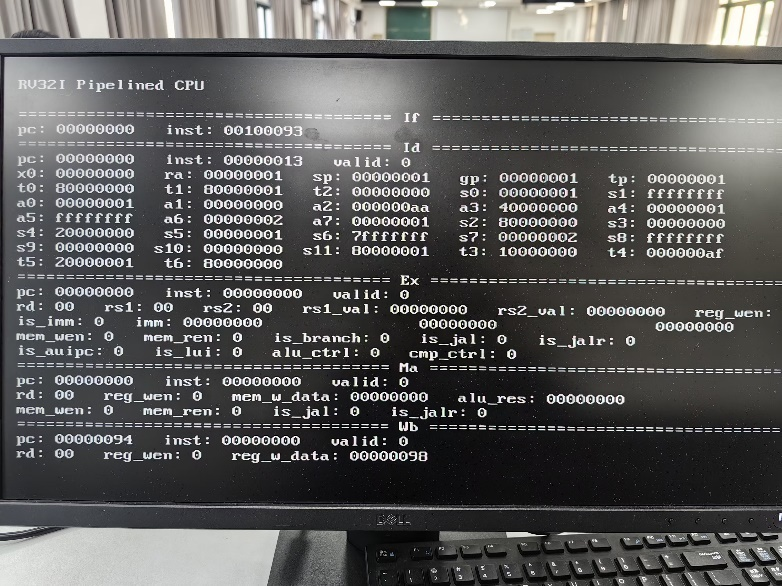 RV32I Pipelined CPU
================================ If ================================
pc: 00000000 inst: 00100093
================================ Id ================================
pc: 00000000 inst: 00000013 valid: 0
x0: 00000000 ra: 00000001 sp: 00000001 gp: 00000001 tp: 00000001
t0: 80000000 t1: 80000001 t2: 00000000 s0: 00000001 s1: ffffffff
a0: 00000001 a1: 00000000 a2: 000000aa a3: 40000000 a4: 00000001
a5: ffffffff a6: 00000002 a7: 00000001 s2: 80000000 s3: 00000000
s4: 20000000 s5: 00000001 s6: 7fffffff s7: 00000002 s8: ffffffff
s9: 00000000 s10: 00000000 s11: 80000001 t3: 10000000 t4: 000000af
t5: 20000001 t6: 80000000
================================ Ex ================================
pc: 00000000 inst: 00000000 valid: 0
rd: 00 rs1: 00 rs2: 00 rs1_val: 00000000 rs2_val: 00000000 reg_wen:
is_imm: 0 imm: 00000000 00000000 00000000
mem_wen: 0 mem_ren: 0 is_branch: 0 is_jal: 0 is_jalr: 0
is_auipc: 0 is_lui: 0 alu_ctrl: 0 cmp_ctrl: 0
================================ Ma ================================
pc: 00000000 inst: 00000000 valid: 0
rd: 00 reg_wen: 0 mem_w_data: 00000000 alu_res: 00000000
mem_wen: 0 mem_ren: 0 is_jal: 0 is_jalr: 0
================================ Wb ================================
pc: 00000094 inst: 00000000 valid: 0
rd: 00 reg_wen: 0 reg_w_data: 00000098
DELL